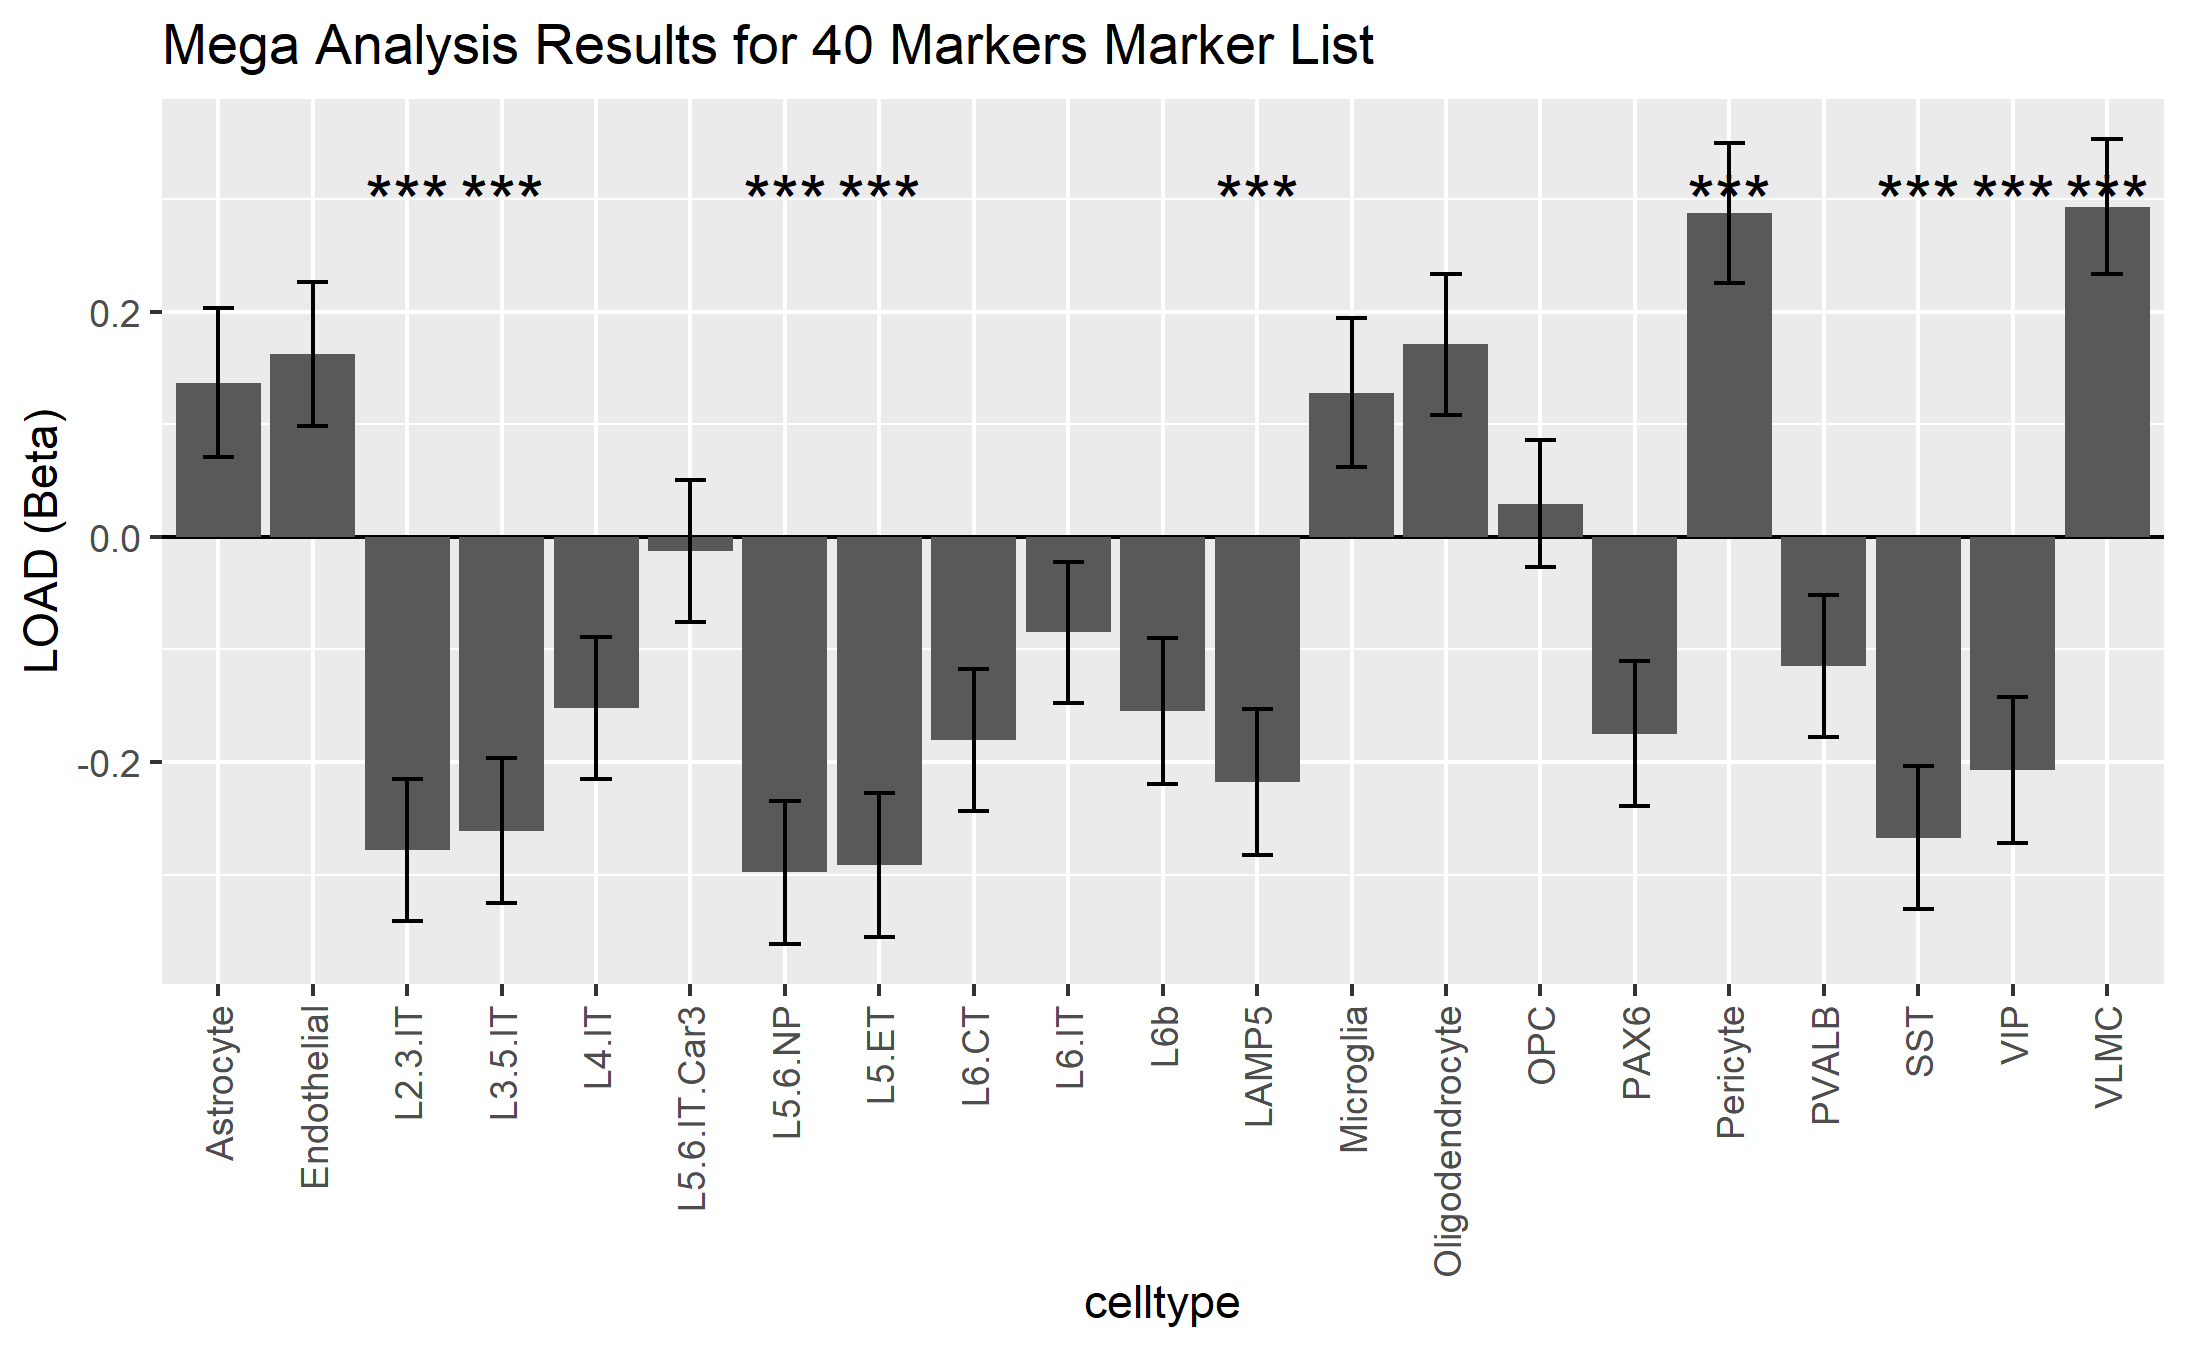 Mega Analysis Results for 40 Markers Marker List
*** *** *** *** *** *** *** *** ***
0.2
0.0
-0.2
LOAD (Beta)
Astrocyte
Endothelial
L2.3.IT
L3.5.IT
L4.IT
L5.6.IT.Car3
L5.6.NP
L5.ET
L6.CT
L6.IT
L6b
LAMP5
Microglia
Oligodendrocyte
OPC
PAX6
Pericyte
PVALB
SST
VIP
VLMC
celltype